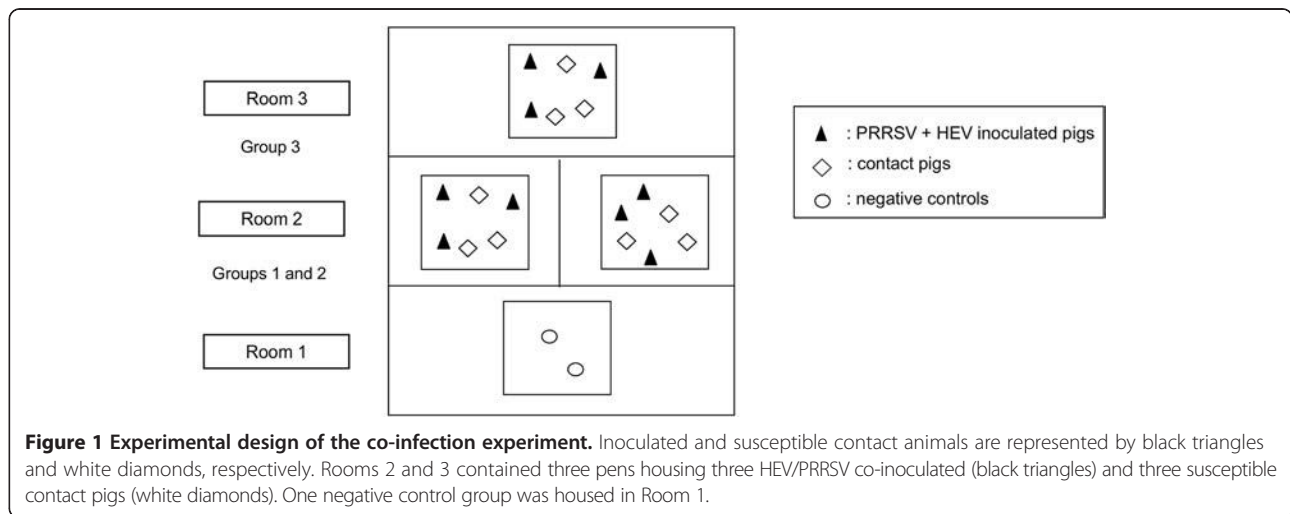 Room 3
Group 3
Room 2
Groups 1 and 2
Room 1
: PRRSV + HEV inoculated pigs
: contact pigs
: negative controls
Figure 1 Experimental design of the co-infection experiment. Inoculated and susceptible contact animals are represented by black triangles
and white diamonds, respectively. Rooms 2 and 3 contained three pens housing three HEV/PRRSV co-inoculated (black triangles) and three susceptible
contact pigs (white diamonds). One negative control group was housed in Room 1.